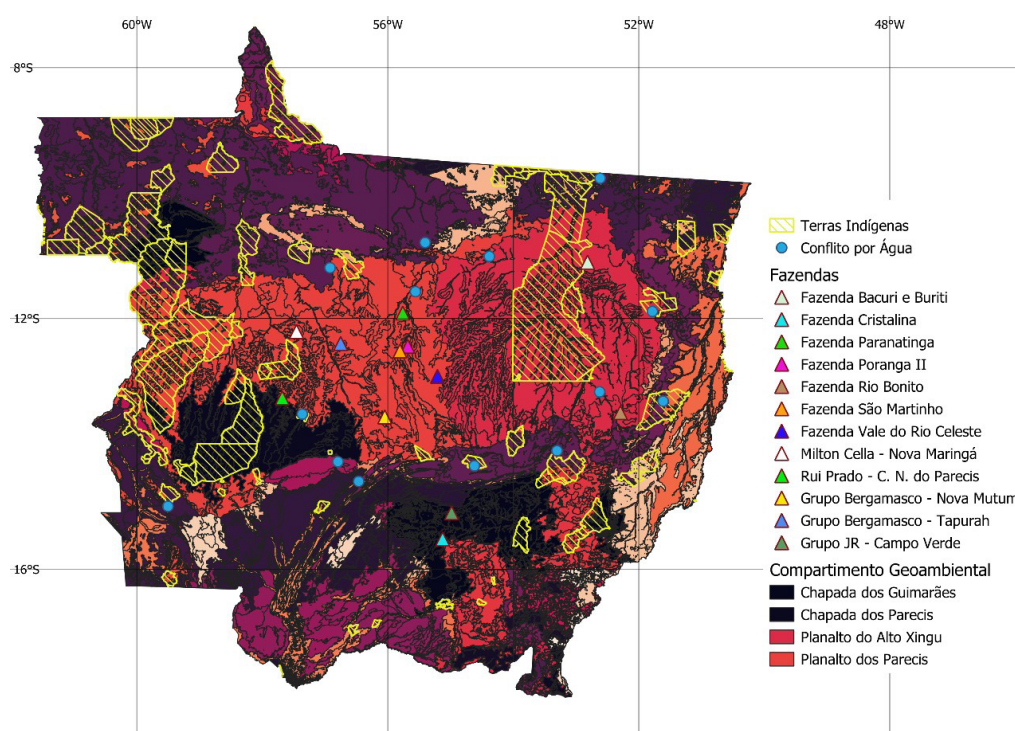 60°W 56°W 52°W 48°W
8°S
12°S
16°S
Terras Indígenas
Conflito por Água
Fazendas
Fazenda Bacuri e Buriti
Fazenda Cristalina
Fazenda Paranatinga
Fazenda Poranga II
Fazenda Rio Bonito
Fazenda São Martinho
Fazenda Vale do Rio Celeste
Milton Cella - Nova Maringá
Rui Prado - C. N. do Parecis
Grupo Bergamasco - Nova Mutum
Grupo Bergamasco - Tapurah
Grupo JR - Campo Verde
Compartimento Geoambiental
Chapada dos Guimarães
Chapada dos Parecis
Planalto do Alto Xingu
Planalto dos Parecis